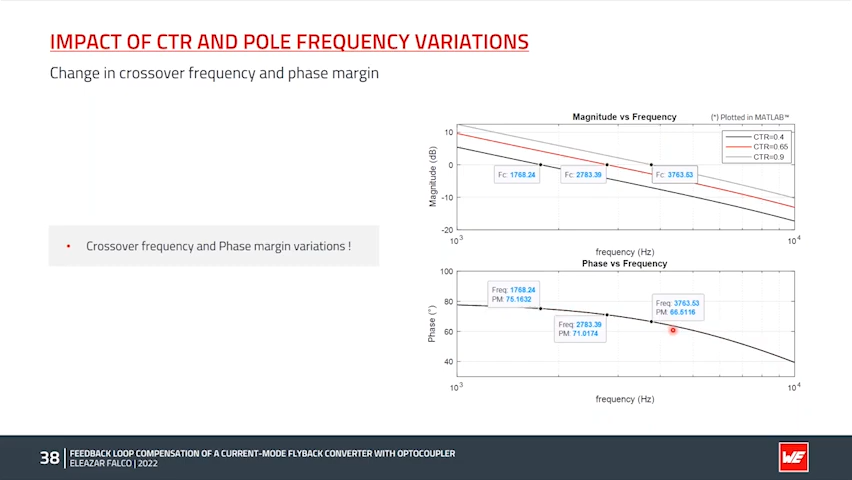 IMPACT OF CTR AND POLE FREQUENCY VARIATIONS
Change in crossover frequency and phase margin
• Crossover frequency and Phase margin variations !
Magnitude vs Frequency
(*) Plotted in MATLAB™
CTR=0.4
CTR=0.65
CTR=0.9
Magnitude (dB)
10
0
-10
-20
Fc: 1768.24
Fc: 2783.39
Fc: 3763.53
10³
10⁴
frequency (Hz)
Phase vs Frequency
Phase (°)
100
80
60
40
Freq: 1768.24
PM: 75.1632
Freq: 2783.39
PM: 71.0174
Freq: 3763.53
PM: 66.5116
10³
10⁴
frequency (Hz)
38
FEEDBACK LOOP COMPENSATION OF A CURRENT-MODE FLYBACK CONVERTER WITH OPTOCOUPLER
ELEAZAR FALCO | 2022
WE